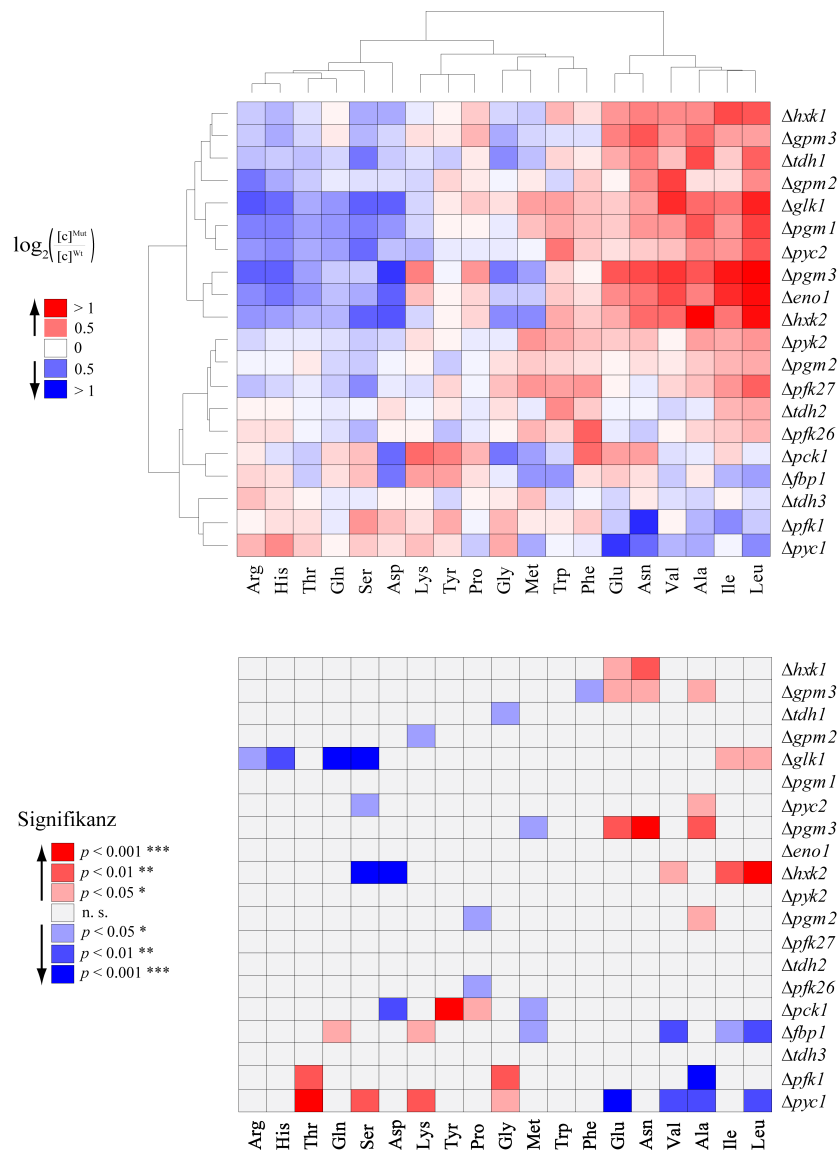 Δhxk1
Δgpm3
Δtdh1
Δgpm2
Δglk1
Δpgm1
Δpyc2
Δpgm3
Δeno1
Δhxk2
Δpyk2
Δpgm2
Δpfk27
Δtdh2
Δpfk26
Δpck1
Δfbp1
Δtdh3
Δpfk1
Δpyc1
log₂([c]ᴹᵘᵗ/[c]ᵂᵗ)
> 1
0.5
0
0.5
> 1
Arg His Thr Gln Ser Asp Lys Tyr Pro Gly Met Trp Phe Glu Asn Val Ala Ile Leu
Δhxk1
Δgpm3
Δtdh1
Δgpm2
Δglk1
Δpgm1
Δpyc2
Δpgm3
Δeno1
Δhxk2
Δpyk2
Δpgm2
Δpfk27
Δtdh2
Δpfk26
Δpck1
Δfbp1
Δtdh3
Δpfk1
Δpyc1
Signifikanz
p < 0.001 ***
p < 0.01 **
p < 0.05 *
n. s.
p < 0.05 *
p < 0.01 **
p < 0.001 ***
Arg His Thr Gln Ser Asp Lys Tyr Pro Gly Met Trp Phe Glu Asn Val Ala Ile Leu